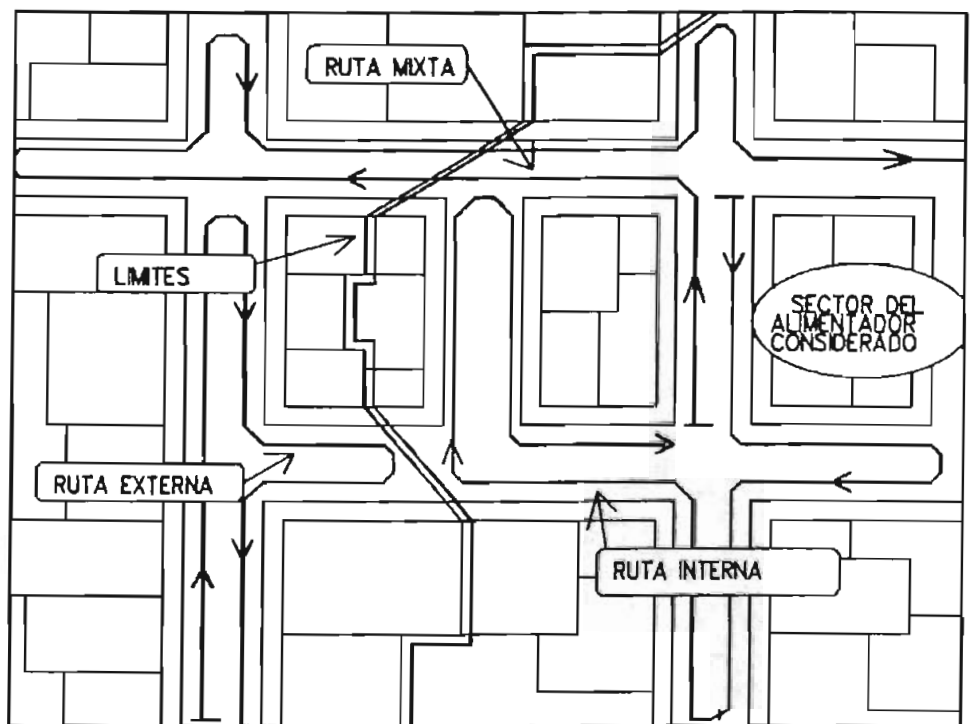 RUTA MIXTA
LIMITES
SECTOR DEL
ALIMENTADOR
CONSIDERADO
RUTA EXTERNA
RUTA INTERNA